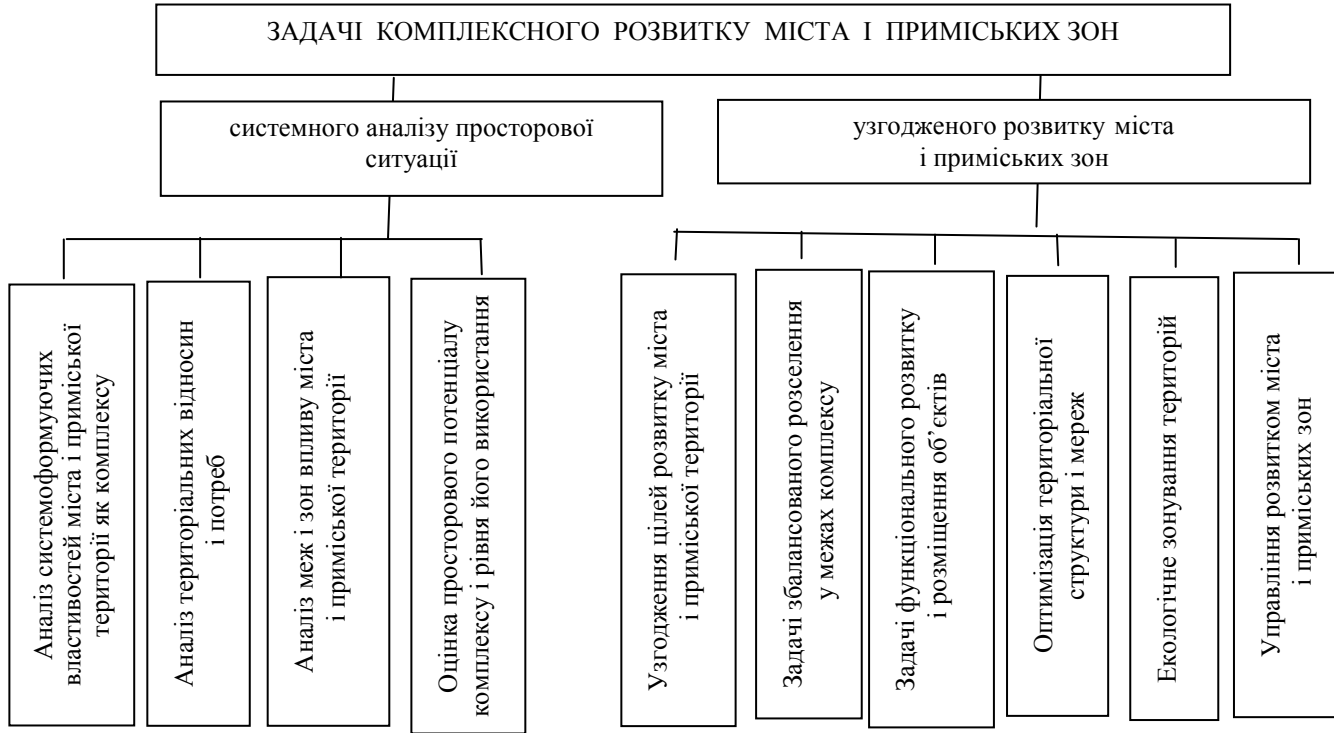 ЗАДАЧІ КОМПЛЕКСНОГО РОЗВИТКУ МІСТА І ПРИМІСЬКИХ ЗОН
системного аналізу просторової
ситуації
узгодженого розвитку міста
і приміських зон
Аналіз системоформуючих
властивостей міста і приміської
території як комплексу
Аналіз територіальних відносин
і потреб
Аналіз меж і зон впливу міста
і приміської території
Оцінка просторового потенціалу
комплексу і рівня його використання
Узгодження цілей розвитку міста
і приміської території
Задачі збалансованого розселення
у межах комплексу
Задачі функціонального розвитку
і розміщення об’єктів
Оптимізація територіальної
структури і мереж
Екологічне зонування територій
Управління розвитком міста
і приміських зон